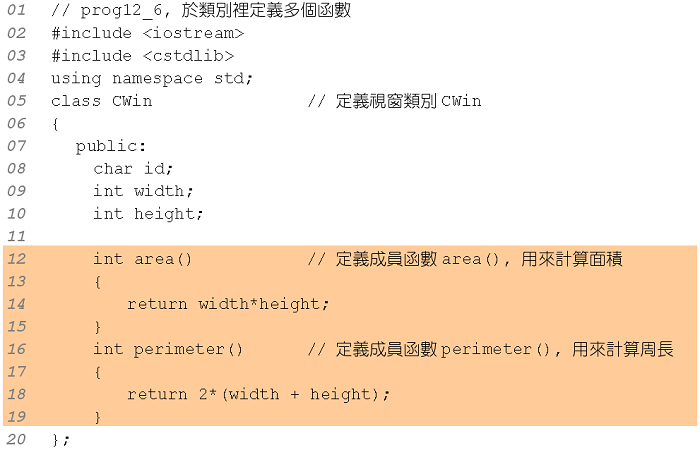 01 // prog12_6, 於類別裡定義多個函數
02 #include <iostream>
03 #include <cstdlib>
04 using namespace std;
05 class CWin // 定義視窗類別 CWin
06 {
07 public:
08 char id;
09 int width;
10 int height;
11
12 int area() // 定義成員函數 area(), 用來計算面積
13 {
14 return width*height;
15 }
16 int perimeter() // 定義成員函數 perimeter(), 用來計算周長
17 {
18 return 2*(width + height);
19 }
20 };